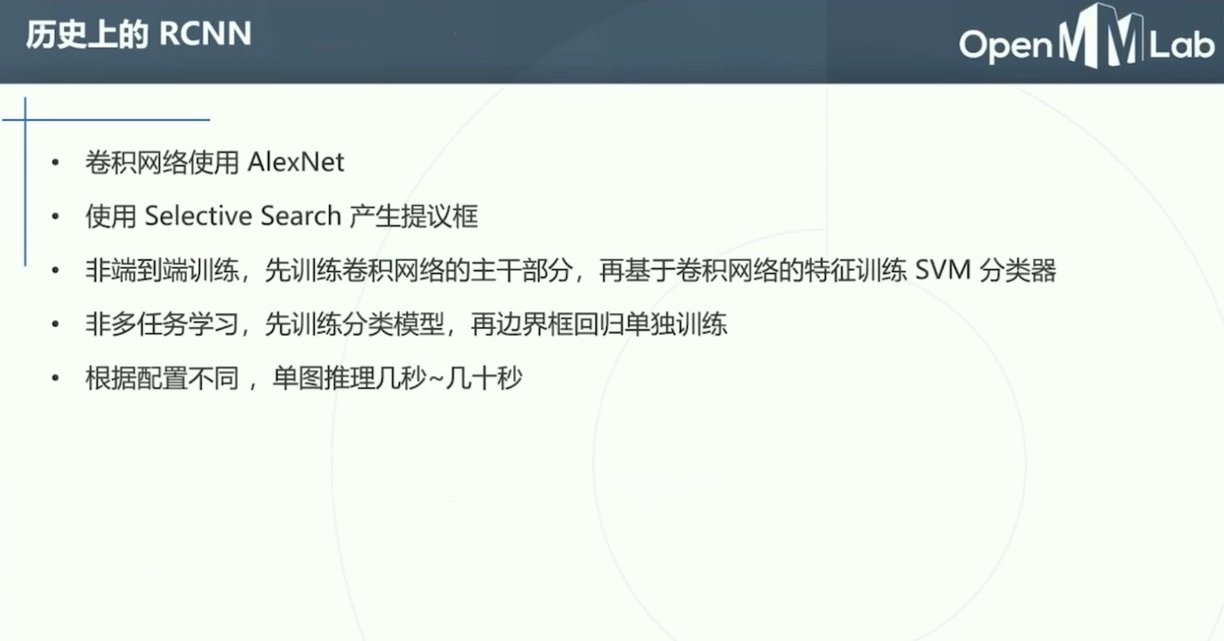 历史上的 RCNN
OpenMMLab
• 卷积网络使用 AlexNet
• 使用 Selective Search 产生提议框
• 非端到端训练，先训练卷积网络的主干部分，再基于卷积网络的特征训练 SVM 分类器
• 非多任务学习，先训练分类模型，再边界框回归单独训练
• 根据配置不同 ，单图推理几秒~几十秒